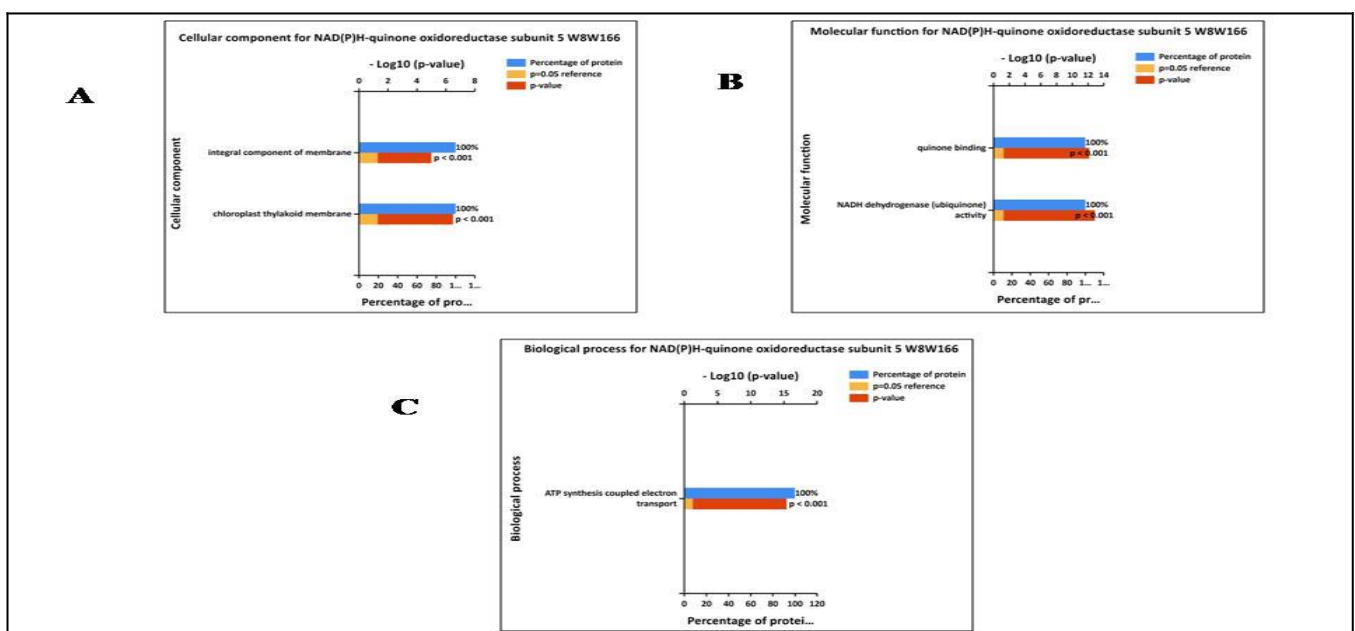 A
Cellular component for NAD(P)H-quinone oxidoreductase subunit 5 W8W166
- Log10 (p-value)
0 2 4 6 8
Percentage of protein
p=0.05 reference
p-value
Cellular component
integral component of membrane
100%
p < 0.001
chloroplast thylakoid membrane
100%
p < 0.001
0 20 40 60 80 1... 1...
Percentage of pro...
B
Molecular function for NAD(P)H-quinone oxidoreductase subunit 5 W8W166
- Log10 (p-value)
0 2 4 6 8 10 12 14
Percentage of protein
p=0.05 reference
p-value
Molecular function
quinone binding
100%
p < 0.001
NADH dehydrogenase (ubiquinone)
activity
100%
p < 0.001
0 20 40 60 80 1... 1...
Percentage of pr...
C
Biological process for NAD(P)H-quinone oxidoreductase subunit 5 W8W166
- Log10 (p-value)
0 5 10 15 20
Percentage of protein
p=0.05 reference
p-value
Biological process
ATP synthesis coupled electron
transport
100%
p < 0.001
0 20 40 60 80 100 120
Percentage of protei...